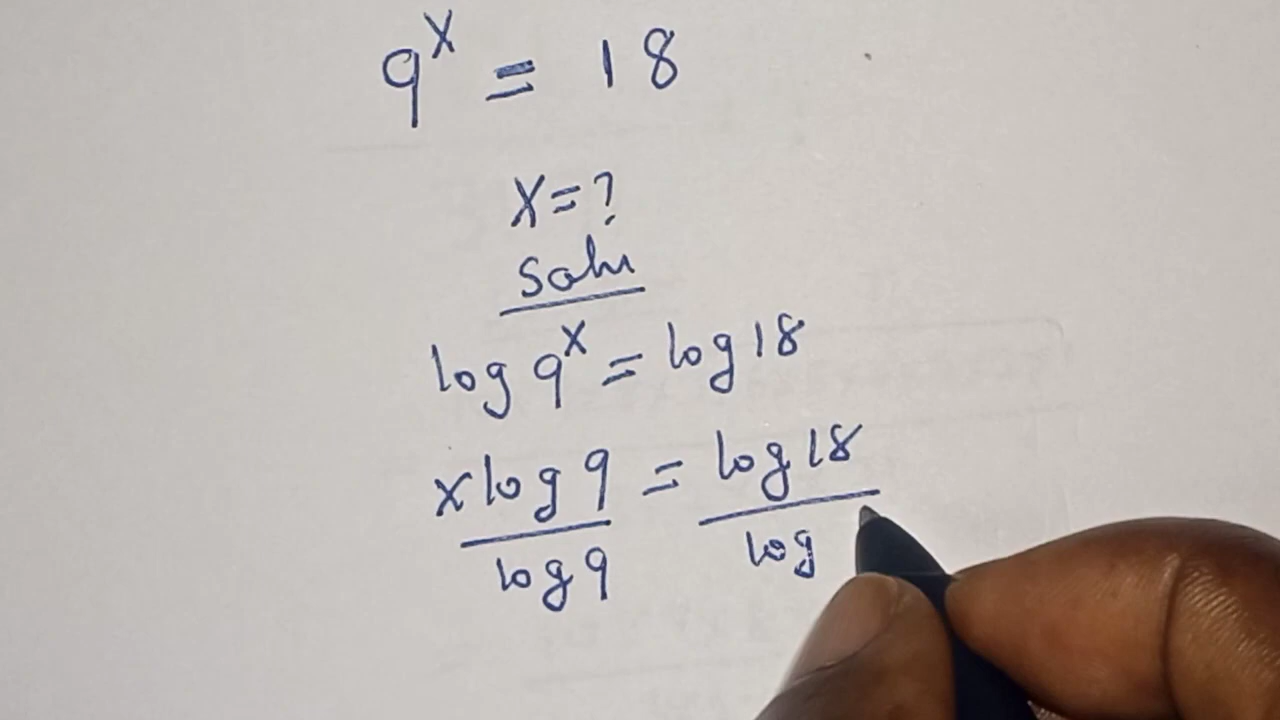 9^x = 18
x = ?
Soln
log 9^x = log 18
x log 9 / log 9 = log 18 / log